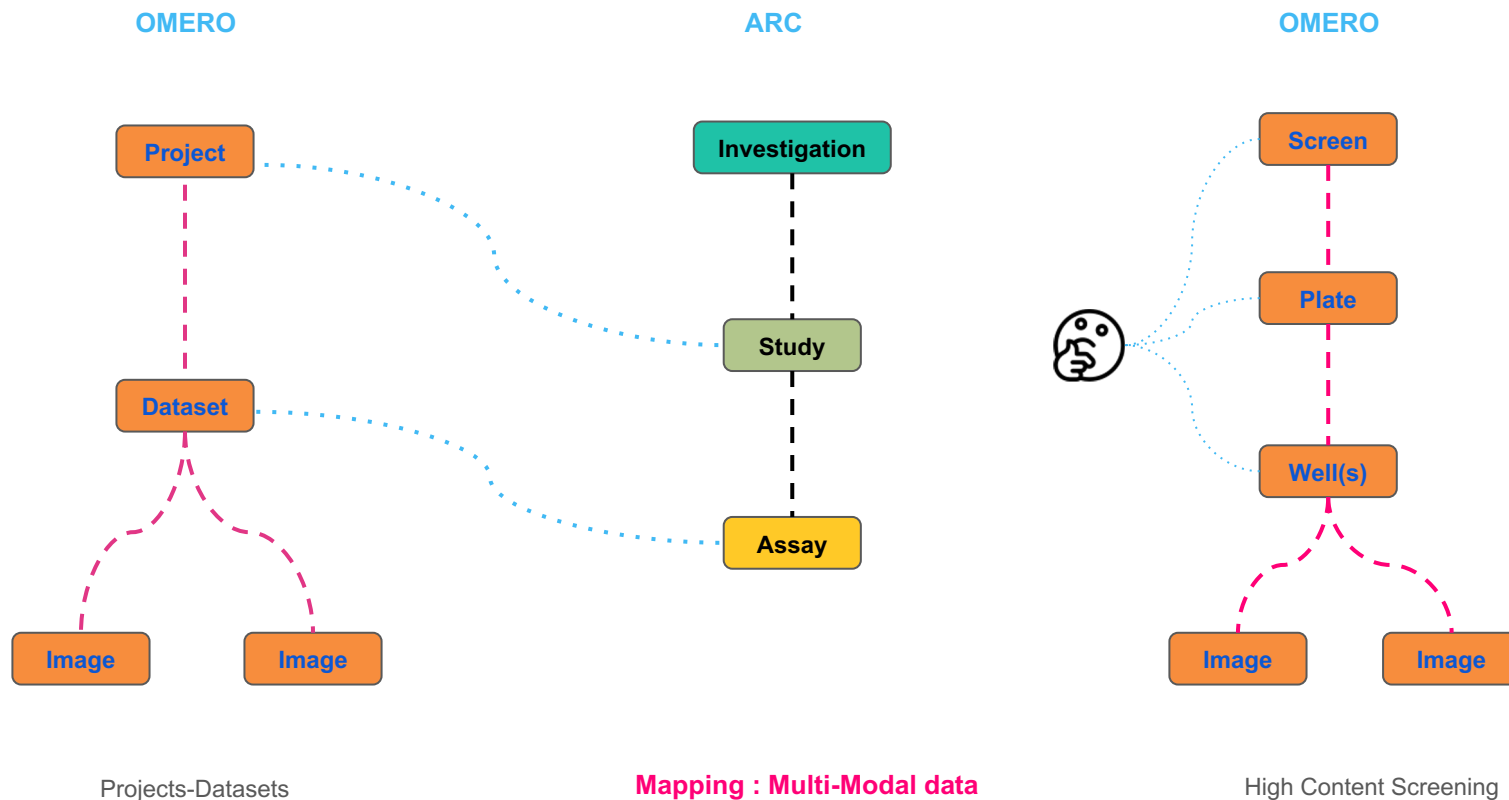 OMERO
ARC
OMERO
Project
Investigation
Screen
Plate
Study
Dataset
Well(s)
Assay
Image
Image
Image
Image
Projects-Datasets
Mapping : Multi-Modal data
High Content Screening